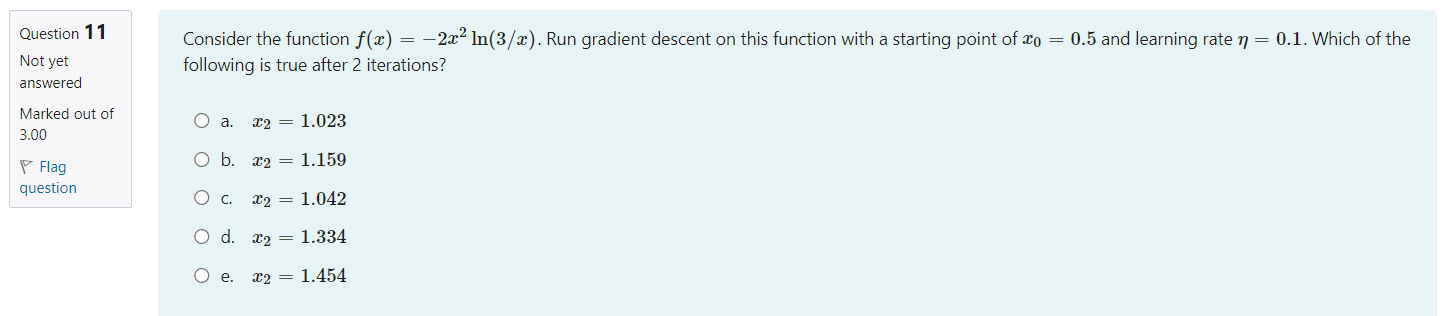 Question 11
Not yet
answered
Marked out of
3.00
Flag
question
Consider the function f(x) = −2x² ln(3/x). Run gradient descent on this function with a starting point of x₀ = 0.5 and learning rate η = 0.1. Which of the
following is true after 2 iterations?
a. x₂ = 1.023
b. x₂ = 1.159
c. x₂ = 1.042
d. x₂ = 1.334
e. x₂ = 1.454